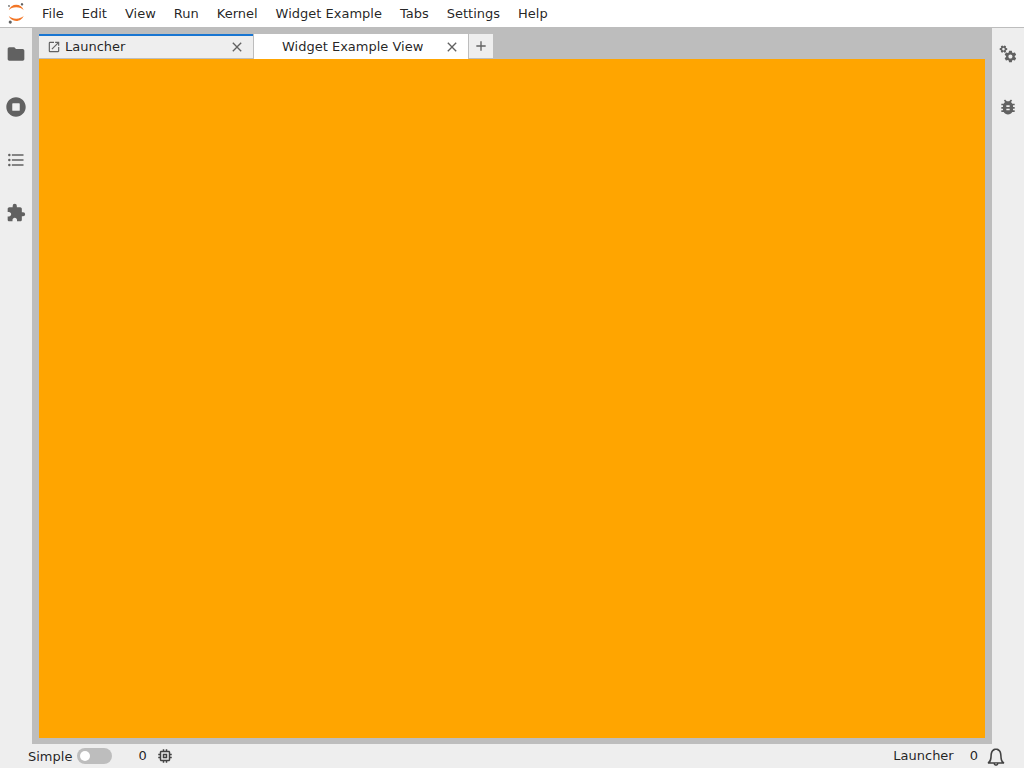 File Edit View Run Kernel Widget Example Tabs Settings Help
Launcher Widget Example View
Simple 0 Launcher 0